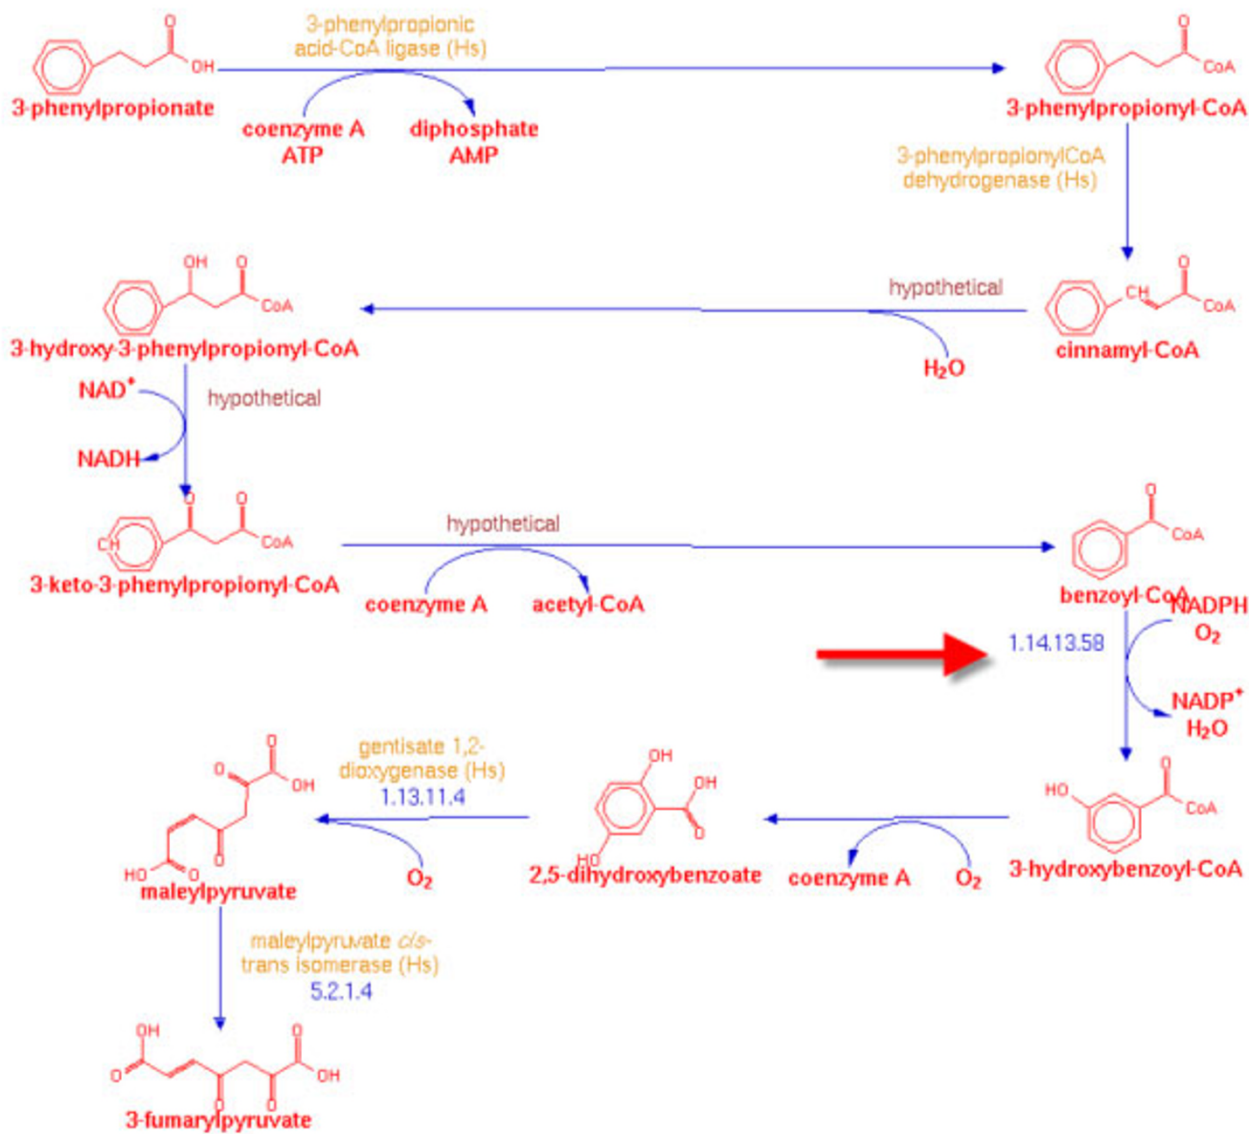 O
OH
3-phenylpropionate
3-phenylpropionic
acid-CoA ligase (Hs)
coenzyme A
ATP
diphosphate
AMP
O
CoA
3-phenylpropionyl-CoA
3-phenylpropionylCoA
dehydrogenase (Hs)
OH
O
CoA
3-hydroxy-3-phenylpropionyl-CoA
hypothetical
H₂O
O
CH
CoA
cinnamyl-CoA
NAD⁺
NADH
hypothetical
O
O
CH
CoA
3-keto-3-phenylpropionyl-CoA
hypothetical
coenzyme A
acetyl-CoA
O
CoA
benzoyl-CoA
NADPH
O₂
1.14.13.58
NADP⁺
H₂O
O
O
OH
O
HO
O
maleylpyruvate
gentisate 1,2-
dioxygenase (Hs)
1.13.11.4
O₂
OH
OH
O
HO
2,5-dihydroxybenzoate
coenzyme A
O₂
O
HO
CoA
3-hydroxybenzoyl-CoA
maleylpyruvate cis-
trans isomerase (Hs)
5.2.1.4
OH
O
O
OH
O
O
3-fumarylpyruvate